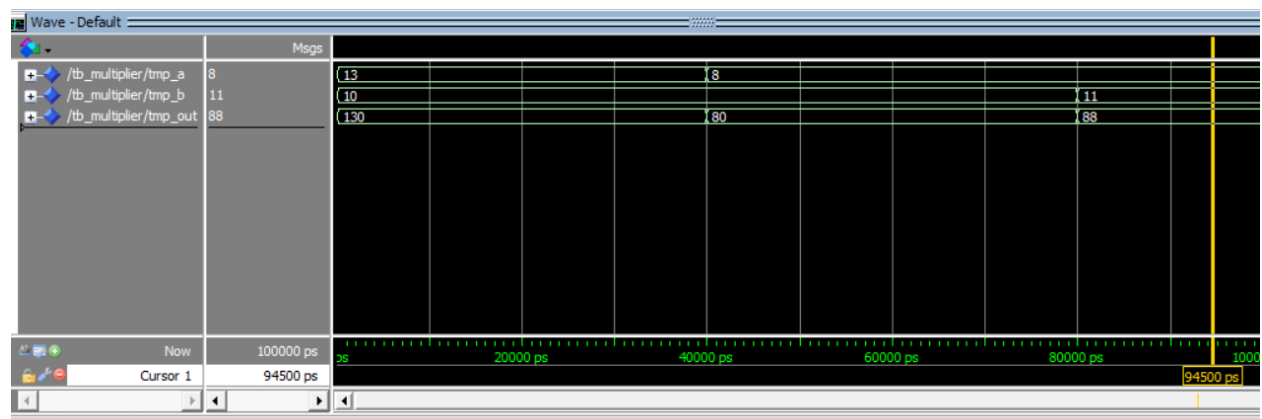 Wave - Default
Msgs
/tb_multiplier/tmp_a 8 13 8
/tb_multiplier/tmp_b 11 10 11
/tb_multiplier/tmp_out 88 130 80 88
Now 100000 ps ps 20000 ps 40000 ps 60000 ps 80000 ps 1000
Cursor 1 94500 ps 94500 ps